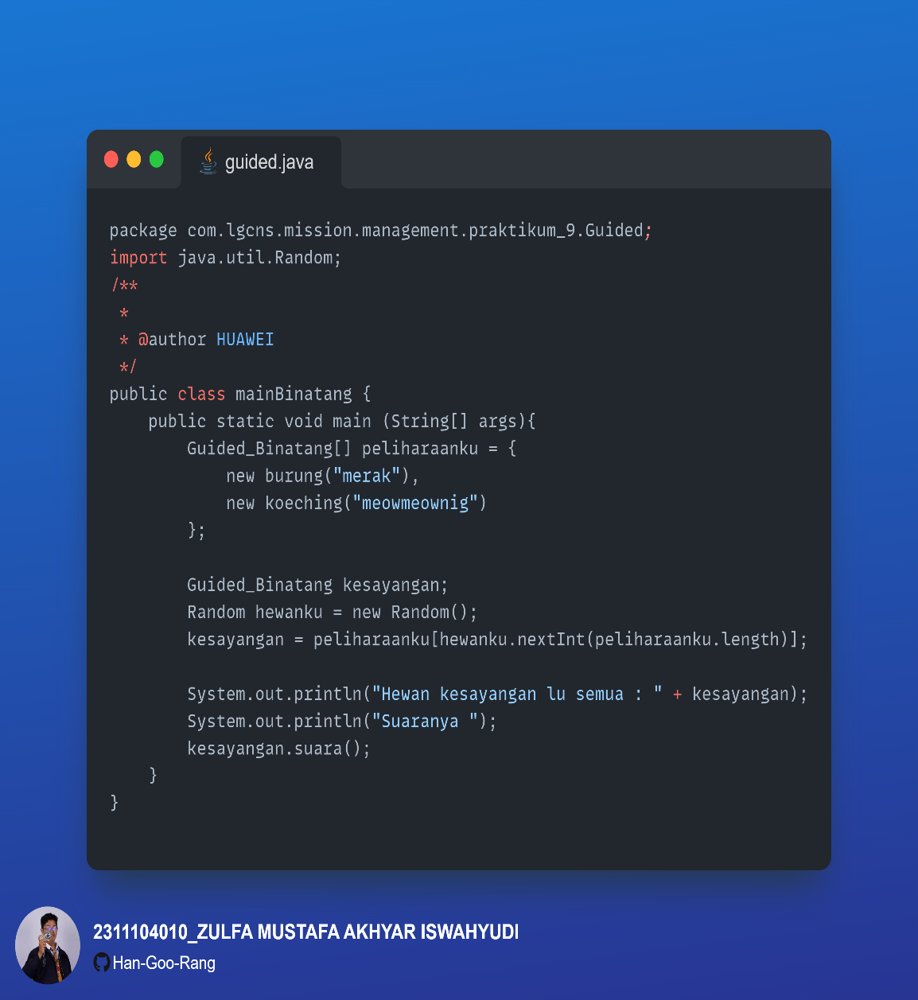 guided.java
package com.lgcns.mission.management.praktikum_9.Guided;
import java.util.Random;
/**
 *
 * @author HUAWEI
 */
public class mainBinatang {
    public static void main (String[] args){
        Guided_Binatang[] peliharaanku = {
            new burung("merak"),
            new koeching("meowmeownig")
        };

        Guided_Binatang kesayangan;
        Random hewanku = new Random();
        kesayangan = peliharaanku[hewanku.nextInt(peliharaanku.length)];

        System.out.println("Hewan kesayangan lu semua : " + kesayangan);
        System.out.println("Suaranya ");
        kesayangan.suara();
    }
}
2311104010_ZULFA MUSTAFA AKHYAR ISWAHYUDI
Han-Goo-Rang